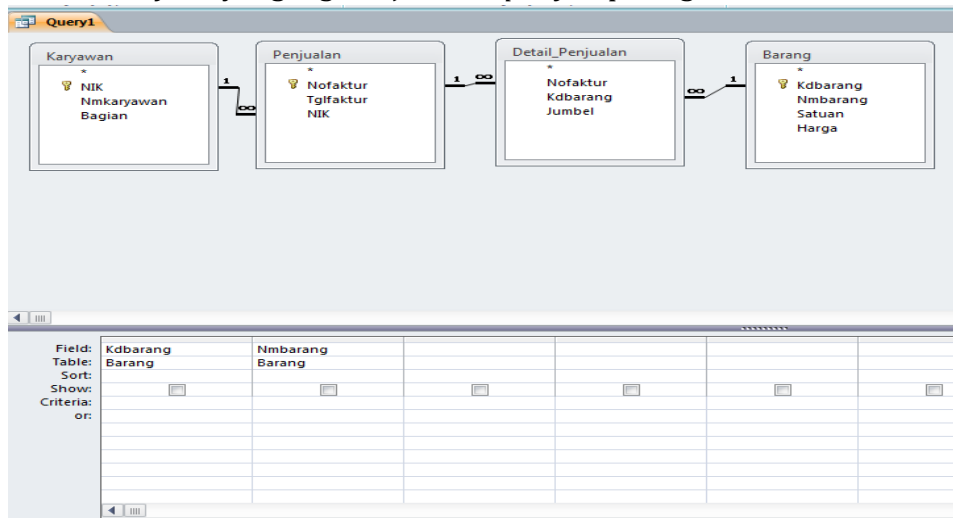 Query1
Karyawan
*
NIK
Nmkaryawan
Bagian
1
∞
Penjualan
*
Nofaktur
Tglfaktur
NIK
1
∞
Detail_Penjualan
*
Nofaktur
Kdbarang
Jumbel
∞
1
Barang
*
Kdbarang
Nmbarang
Satuan
Harga
Field: Kdbarang Nmbarang
Table: Barang Barang
Sort:
Show:
Criteria:
or: